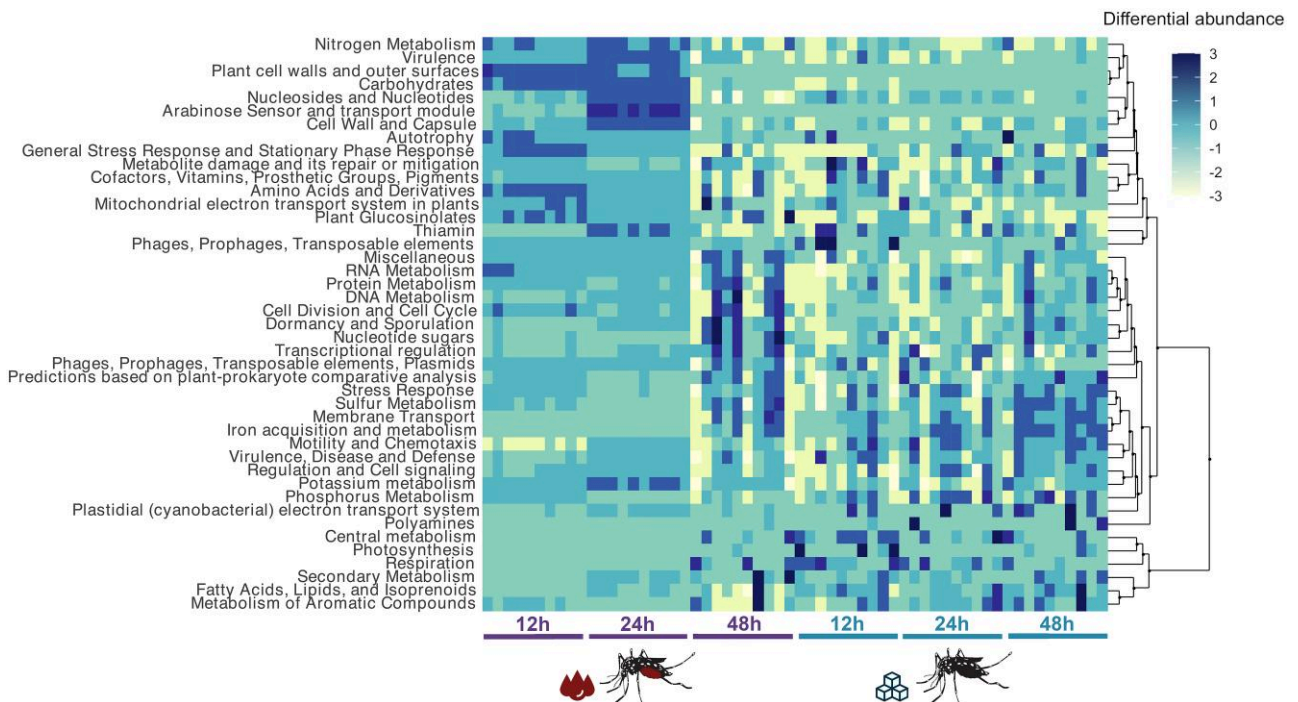 Differential abundance
3
2
1
0
-1
-2
-3
Nitrogen Metabolism
Virulence
Plant cell walls and outer surfaces
Carbohydrates
Nucleosides and Nucleotides
Arabinose Sensor and transport module
Cell Wall and Capsule
Autotrophy
General Stress Response and Stationary Phase Response
Metabolite damage and its repair or mitigation
Cofactors, Vitamins, Prosthetic Groups, Pigments
Amino Acids and Derivatives
Mitochondrial electron transport system in plants
Plant Glucosinolates
Thiamin
Phages, Prophages, Transposable elements
Miscellaneous
RNA Metabolism
Protein Metabolism
DNA Metabolism
Cell Division and Cell Cycle
Dormancy and Sporulation
Nucleotide sugars
Transcriptional regulation
Phages, Prophages, Transposable elements, Plasmids
Predictions based on plant-prokaryote comparative analysis
Stress Response
Sulfur Metabolism
Membrane Transport
Iron acquisition and metabolism
Motility and Chemotaxis
Virulence, Disease and Defense
Regulation and Cell signaling
Potassium metabolism
Phosphorus Metabolism
Plastidial (cyanobacterial) electron transport system
Polyamines
Central metabolism
Photosynthesis
Respiration
Secondary Metabolism
Fatty Acids, Lipids, and Isoprenoids
Metabolism of Aromatic Compounds
12h 24h 48h 12h 24h 48h